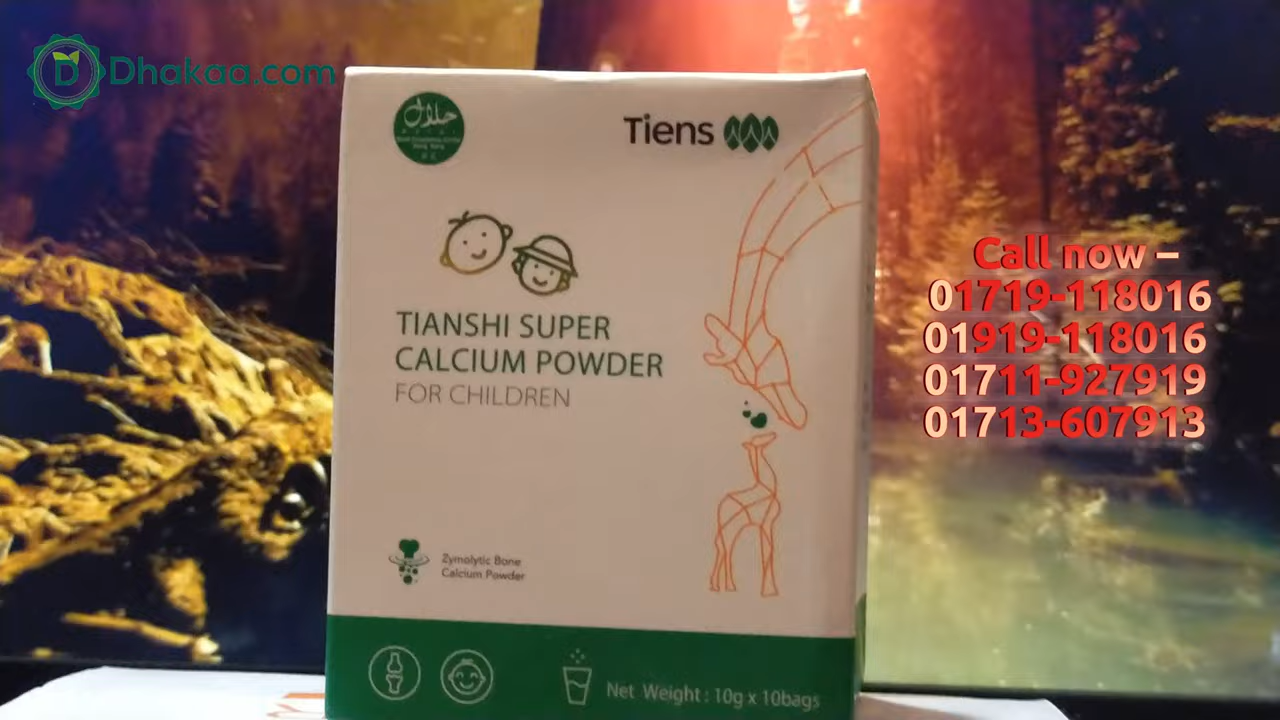 Dhakaa.com
حلال
Tiens
TIANSHI SUPER
CALCIUM POWDER
FOR CHILDREN
Zymolytic Bone
Calcium Powder
Net Weight : 10g x 10bags
Call now –
01719-118016
01919-118016
01711-927919
01713-607913